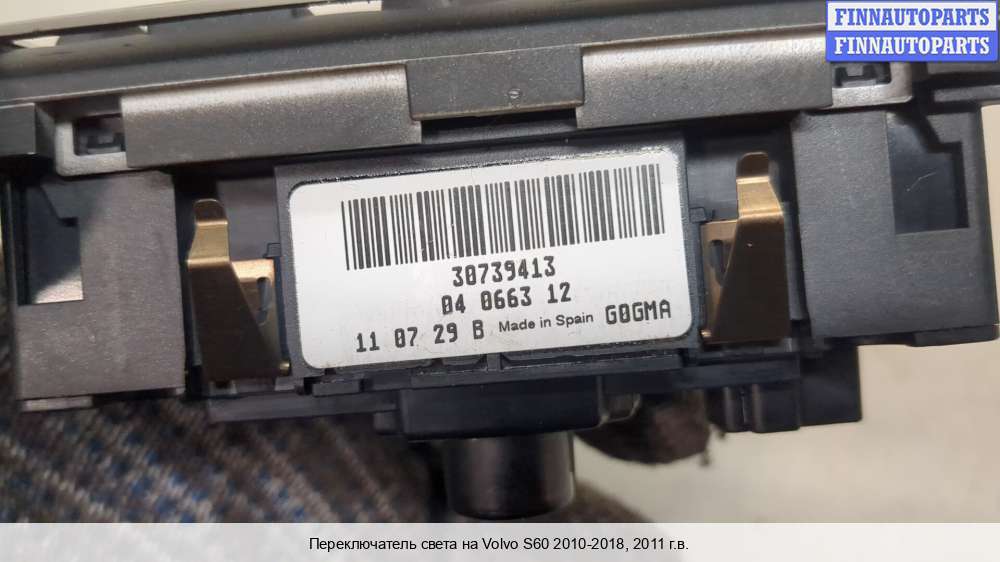 FINNAUTOPARTS
FINNAUTOPARTS
30739413
04 0663 12
11 07 29 B Made in Spain G0GMA
Переключатель света на Volvo S60 2010-2018, 2011 г.в.